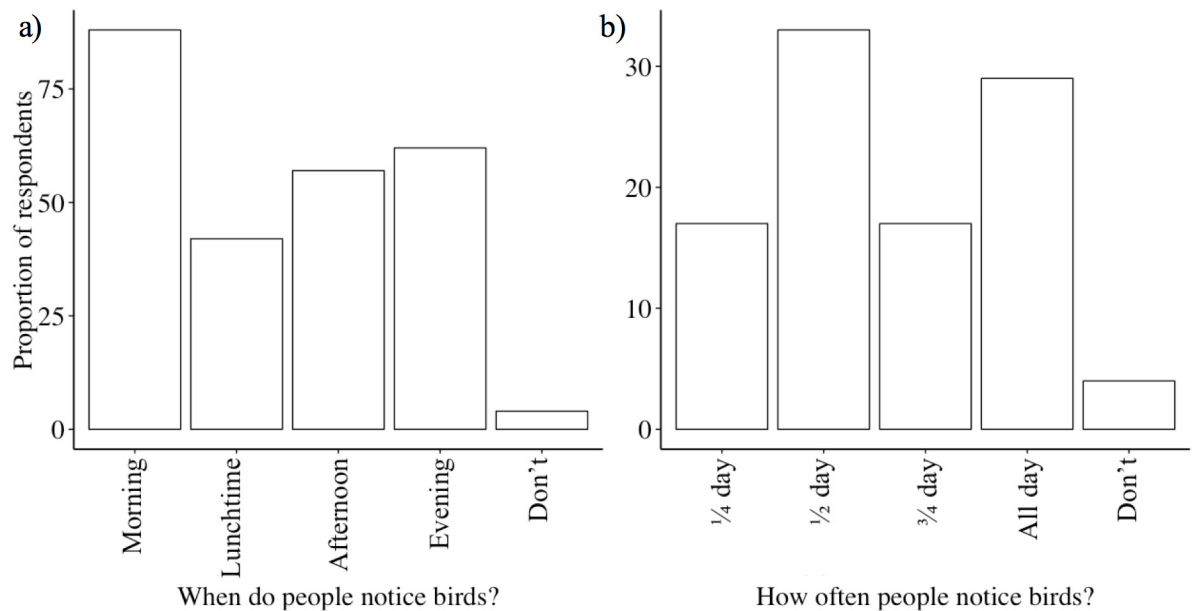 a)
Proportion of respondents
75
50
25
0
Morning
Lunchtime
Afternoon
Evening
Don’t
When do people notice birds?
b)
30
20
10
0
¼ day
½ day
¾ day
All day
Don’t
How often people notice birds?